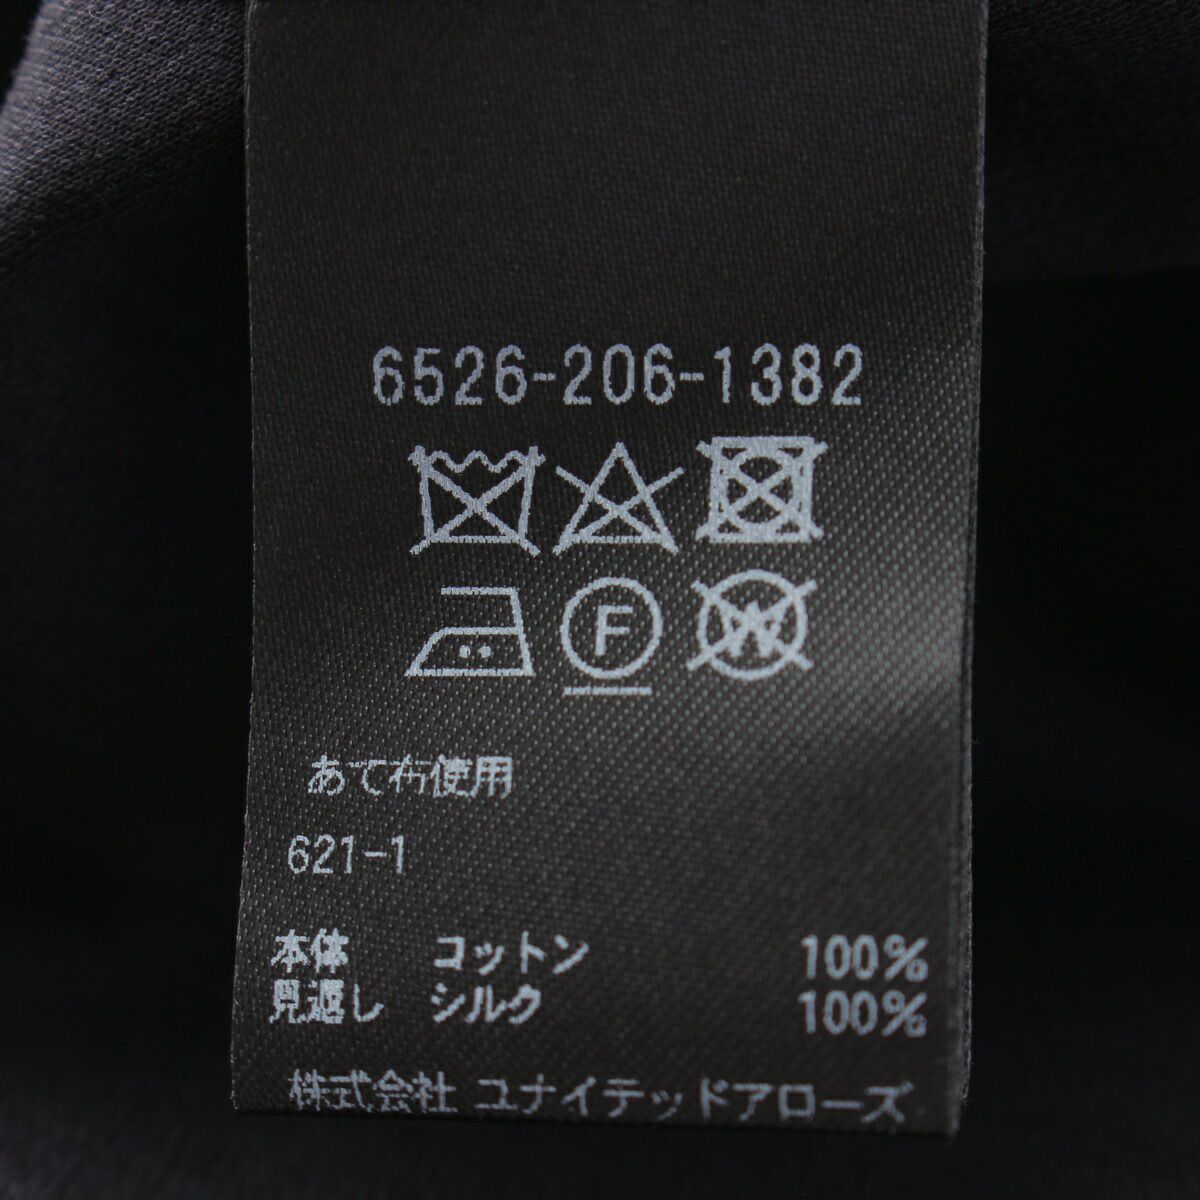 6526-206-1382
F
W
あて布使用
621-1
本体 コットン 100%
見返し シルク 100%
株式会社 ユナイテッドアローズ